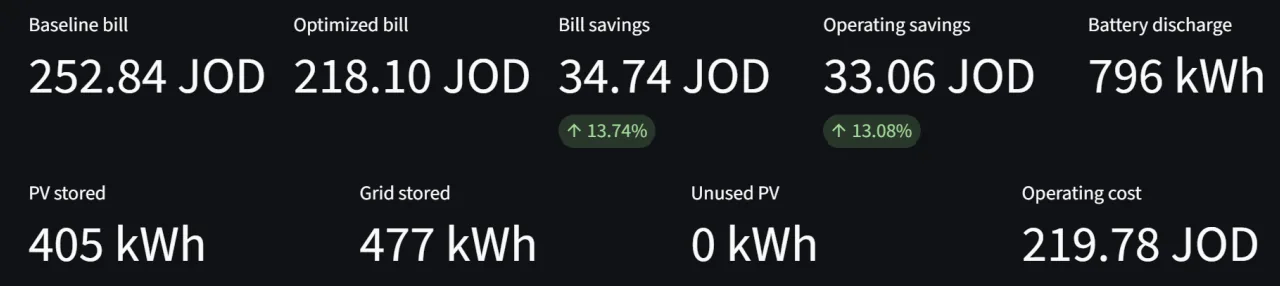 Baseline bill Optimized bill Bill savings Operating savings Battery discharge
252.84 JOD 218.10 JOD 34.74 JOD 33.06 JOD 796 kWh
↑ 13.74% ↑ 13.08%
PV stored Grid stored Unused PV Operating cost
405 kWh 477 kWh 0 kWh 219.78 JOD